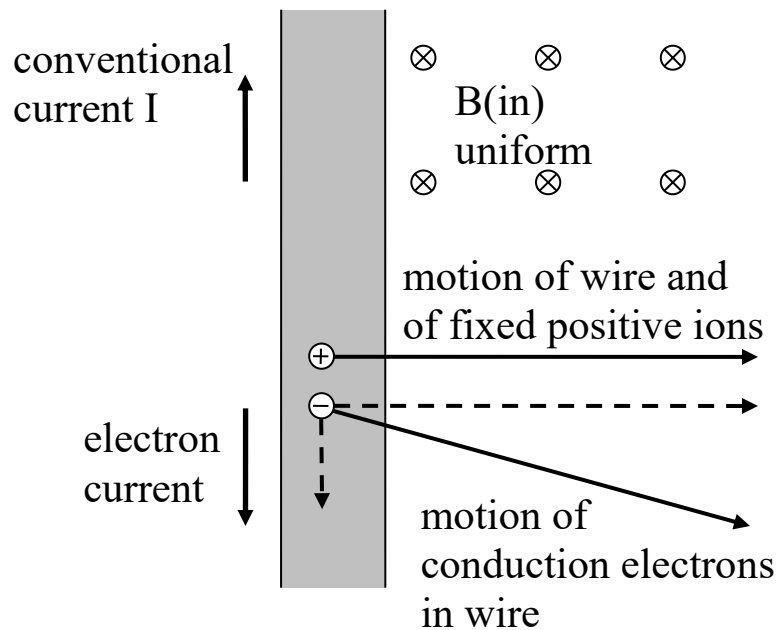 conventional
current I
B(in)
uniform
motion of wire and
of fixed positive ions
+
−
electron
current
motion of
conduction electrons
in wire